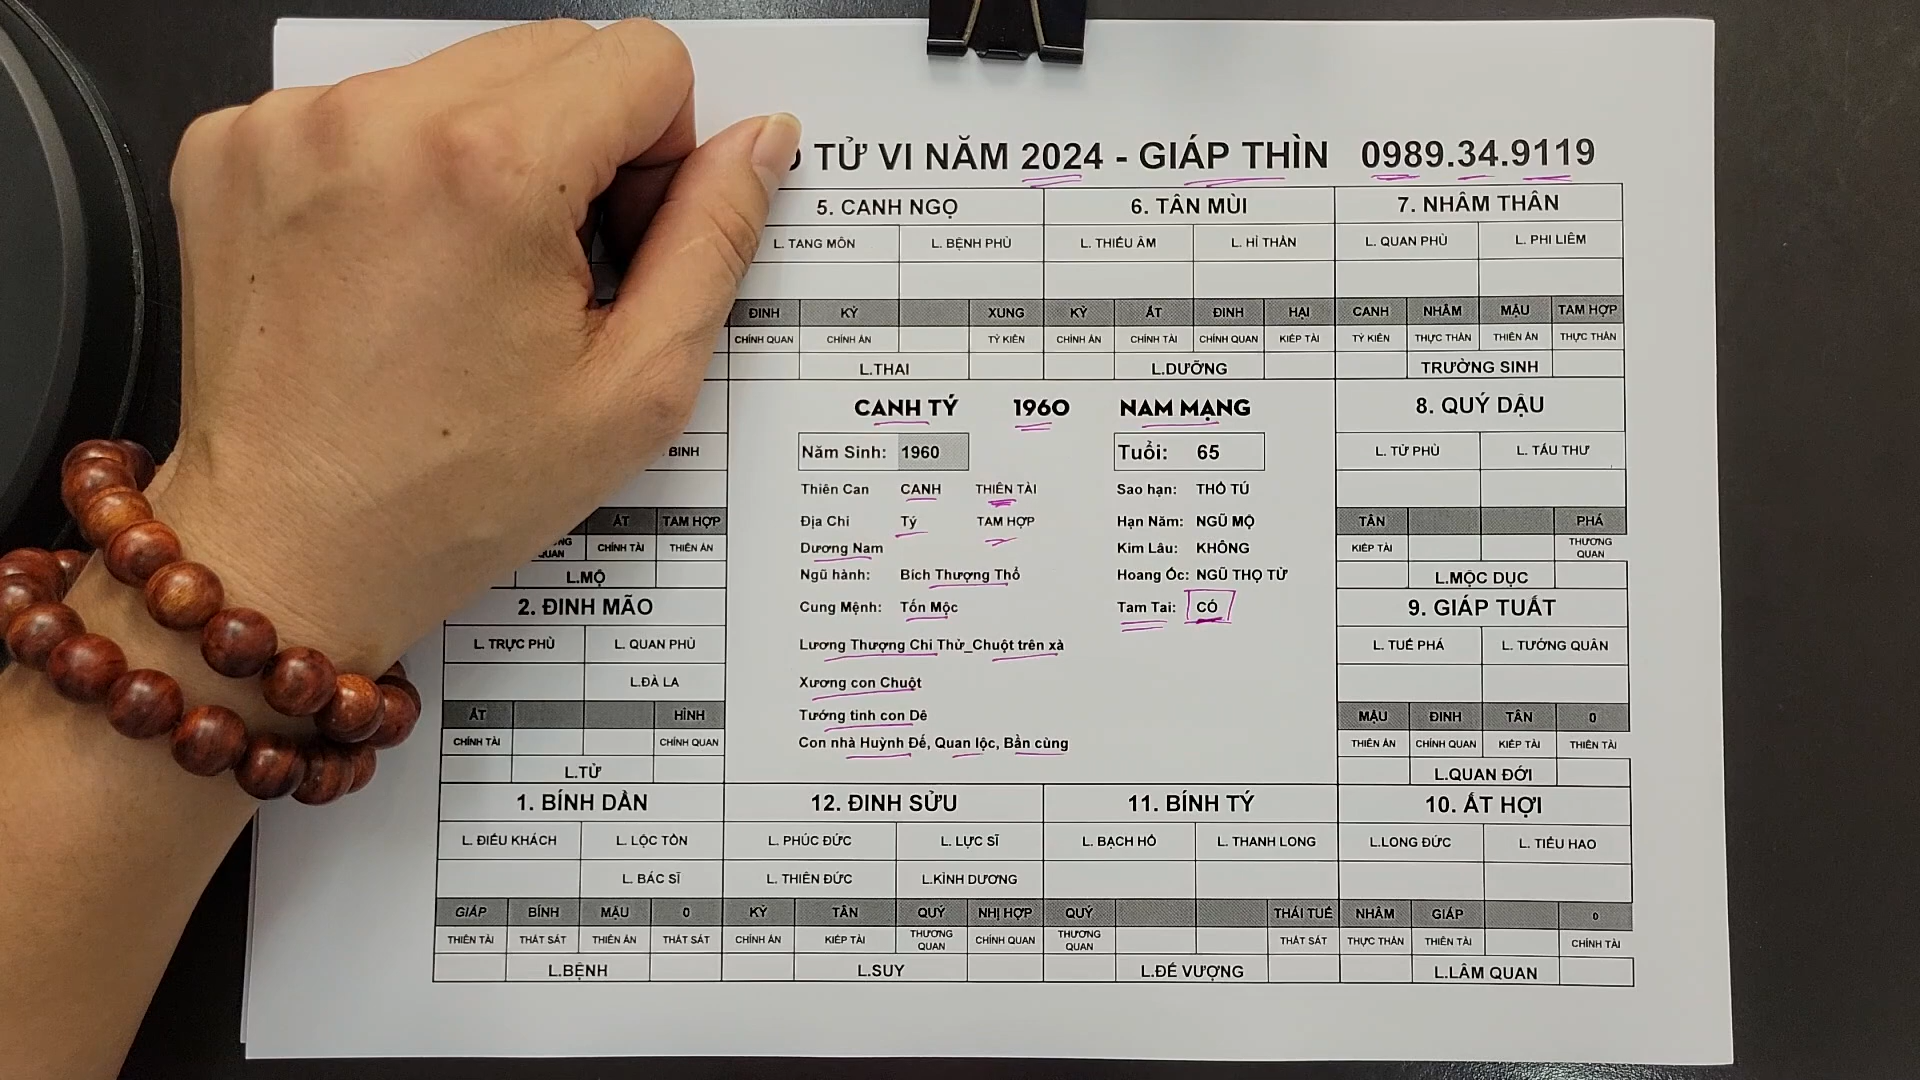 TỬ VI NĂM 2024 - GIÁP THÌN 0989.34.9119
5. CANH NGỌ 6. TÂN MÙI 7. NHÂM THÂN
L. TANG MÔN L. BỆNH PHÙ L. THIẾU ÂM L. HỈ THẦN L. QUAN PHÙ L. PHI LIÊM
ĐINH KỶ XUNG KỶ ẤT ĐINH HẠI CANH NHÂM MẬU TAM HỢP
CHÍNH QUAN CHÍNH ẤN TỶ KIÊN CHÍNH ẤN CHÍNH TÀI CHÍNH QUAN KIẾP TÀI TỶ KIÊN THỰC THẦN THIÊN ẤN THỰC THẦN
L.THAI L.DƯỠNG TRƯỜNG SINH
CANH TÝ 1960 NAM MẠNG
8. QUÝ DẬU
BINH
Năm Sinh: 1960 Tuổi: 65
L. TỬ PHÙ L. TẤU THƯ
Thiên Can CANH THIÊN TÀI Sao hạn: THỔ TÚ
ẤT TAM HỢP
Địa Chi Tý TAM HỢP Hạn Năm: NGŨ MỘ
TÂN PHÁ
QUAN CHÍNH TÀI THIÊN ẤN
Dương Nam Kim Lâu: KHÔNG
KIẾP TÀI THƯƠNG QUAN
L.MỘ
Ngũ hành: Bích Thượng Thổ Hoang Ốc: NGŨ THỌ TỬ
L.MỘC DỤC
2. ĐINH MÃO
Cung Mệnh: Tốn Mộc Tam Tai: CÓ
9. GIÁP TUẤT
L. TRỰC PHÙ L. QUAN PHỦ
Lương Thượng Chi Thử_Chuột trên xà
L. TUẾ PHÁ L. TƯỚNG QUÂN
L.ĐÀ LA
Xương con Chuột
ẤT HÌNH
Tướng tinh con Dê
MẬU ĐINH TÂN 0
CHÍNH TÀI CHÍNH QUAN
Con nhà Huỳnh Đế, Quan lộc, Bần cùng
THIÊN ẤN CHÍNH QUAN KIẾP TÀI THIÊN TÀI
L.TỬ L.QUAN ĐỚI
1. BÍNH DẦN 12. ĐINH SỬU 11. BÍNH TÝ 10. ẤT HỢI
L. ĐIẾU KHÁCH L. LỘC TỒN L. PHÚC ĐỨC L. LỰC SĨ L. BẠCH HỔ L. THANH LONG L.LONG ĐỨC L. TIỂU HAO
L. BÁC SĨ L. THIÊN ĐỨC L.KÌNH DƯƠNG
GIÁP BÍNH MẬU 0 KỶ TÂN QUÝ NHỊ HỢP QUÝ THÁI TUẾ NHÂM GIÁP 0
THIÊN TÀI THẤT SÁT THIÊN ẤN THẤT SÁT CHÍNH ẤN KIẾP TÀI THƯƠNG QUAN CHÍNH QUAN THƯƠNG QUAN THẤT SÁT THỰC THẦN THIÊN TÀI CHÍNH TÀI
L.BỆNH L.SUY L.ĐẾ VƯỢNG L.LÂM QUAN